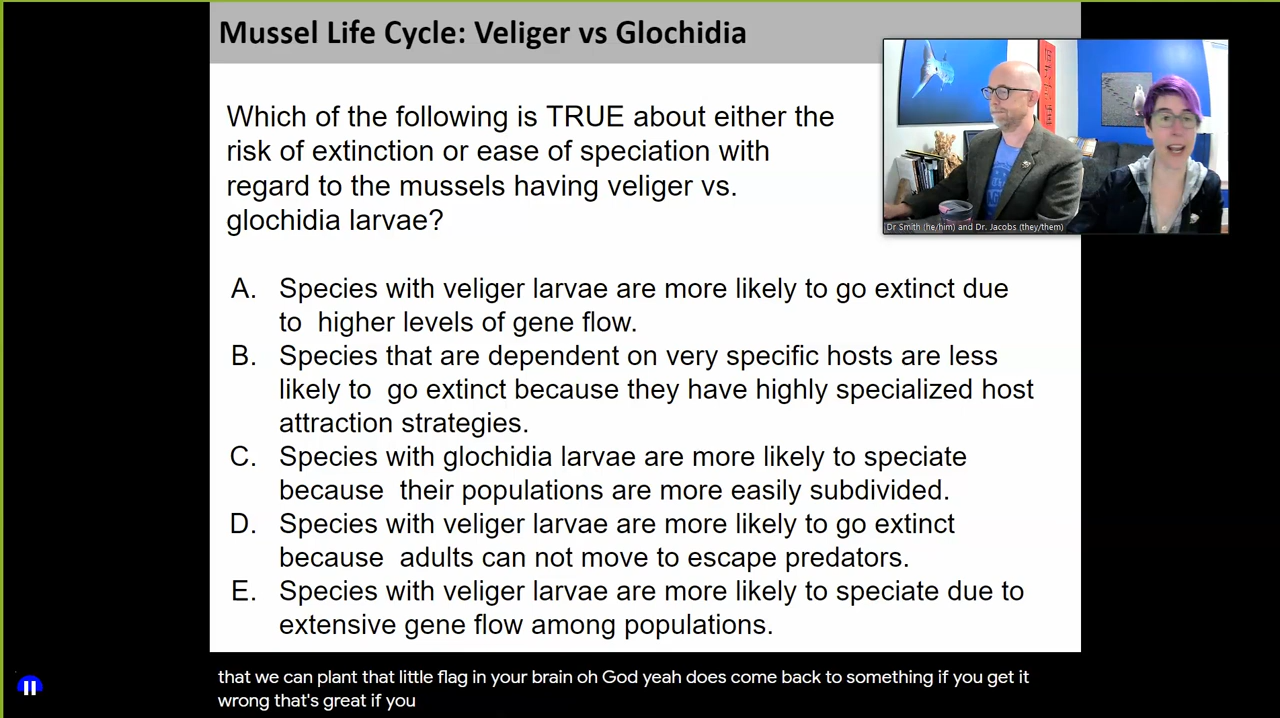 Mussel Life Cycle: Veliger vs Glochidia
Which of the following is TRUE about either the
risk of extinction or ease of speciation with
regard to the mussels having veliger vs.
glochidia larvae?
A. Species with veliger larvae are more likely to go extinct due
to higher levels of gene flow.
B. Species that are dependent on very specific hosts are less
likely to go extinct because they have highly specialized host
attraction strategies.
C. Species with glochidia larvae are more likely to speciate
because their populations are more easily subdivided.
D. Species with veliger larvae are more likely to go extinct
because adults can not move to escape predators.
E. Species with veliger larvae are more likely to speciate due to
extensive gene flow among populations.
Dr Smith (he/him) and Dr. Jacobs (they/them)
that we can plant that little flag in your brain oh God yeah does come back to something if you get it
wrong that's great if you